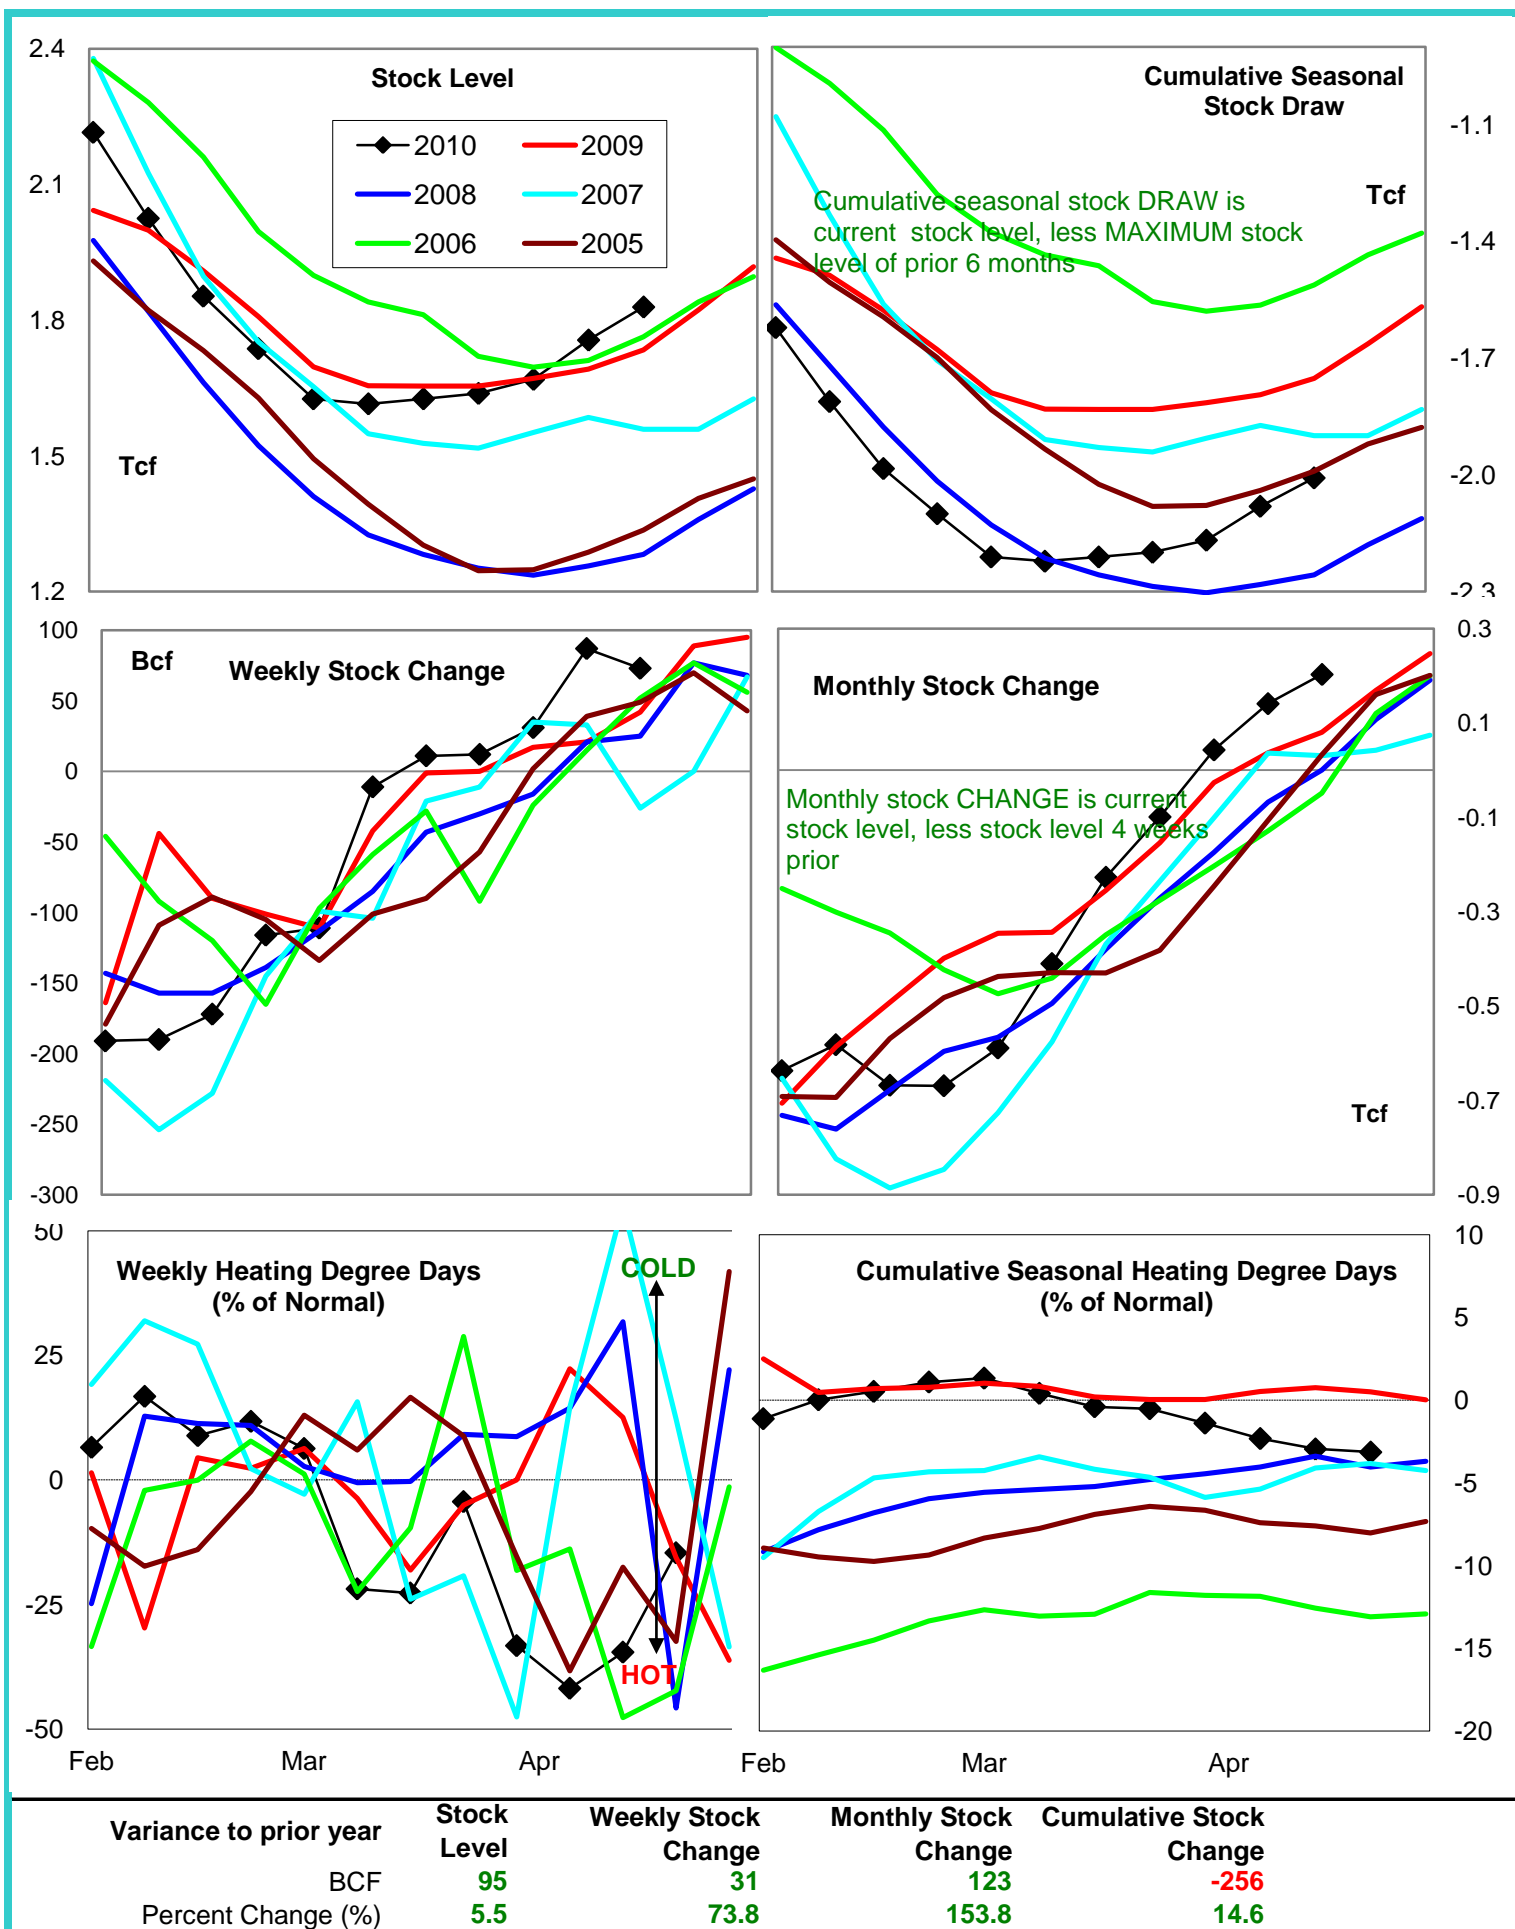 Stock Level
2.4
2.1
1.8
1.5
1.2
2010
2009
2008
2007
2006
2005
Tcf
Cumulative Seasonal
Stock Draw
Tcf
-1.1
-1.4
-1.7
-2.0
-2.3
Cumulative seasonal stock DRAW is
current stock level, less MAXIMUM stock
level of prior 6 months
Bcf
Weekly Stock Change
100
50
0
-50
-100
-150
-200
-250
-300
Monthly Stock Change
0.3
0.1
-0.1
-0.3
-0.5
-0.7
-0.9
Monthly stock CHANGE is current
stock level, less stock level 4 weeks
prior
Tcf
Weekly Heating Degree Days
(% of Normal)
50
25
0
-25
-50
COLD
HOT
Feb
Mar
Apr
Cumulative Seasonal Heating Degree Days
(% of Normal)
10
5
0
-5
-10
-15
-20
Feb
Mar
Apr
Variance to prior year Stock Level Weekly Stock Change Monthly Stock Change Cumulative Stock Change
BCF 95 31 123 -256
Percent Change (%) 5.5 73.8 153.8 14.6